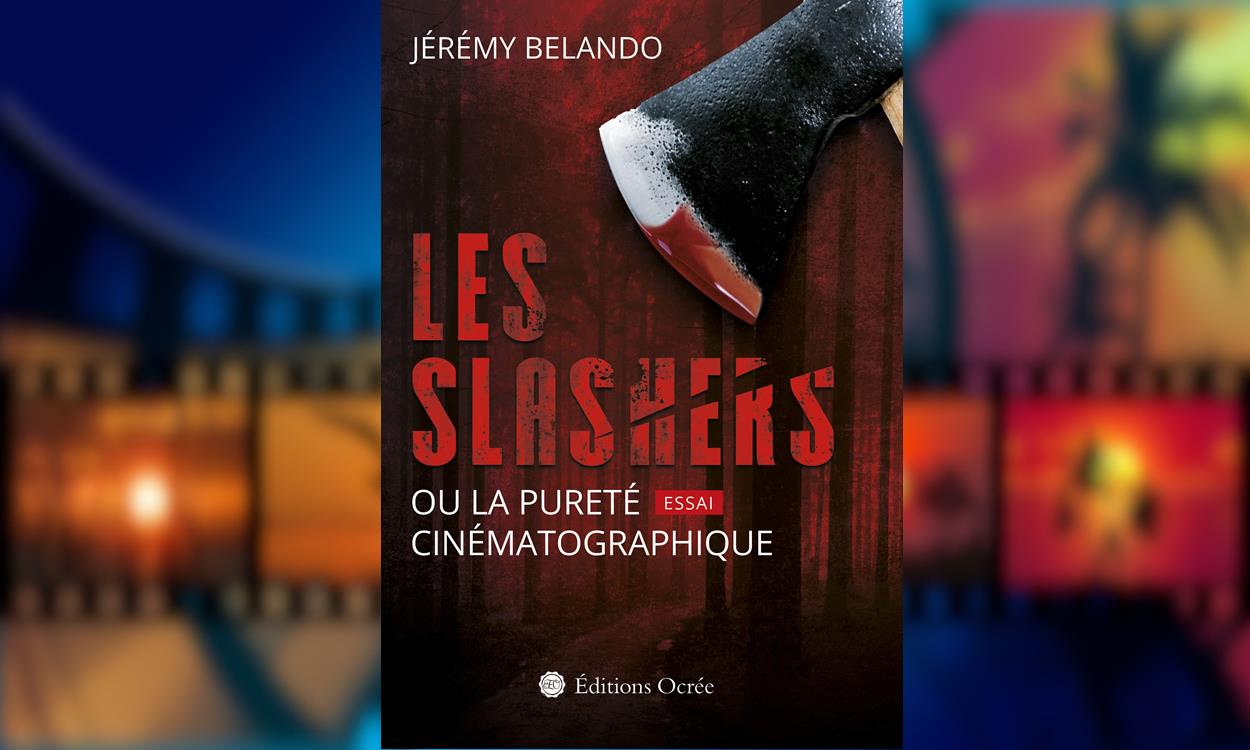 JÉRÉMY BELANDO
LES
SLASHERS
OU LA PURETÉ ESSAI
CINÉMATOGRAPHIQUE
Éditions Ocrée